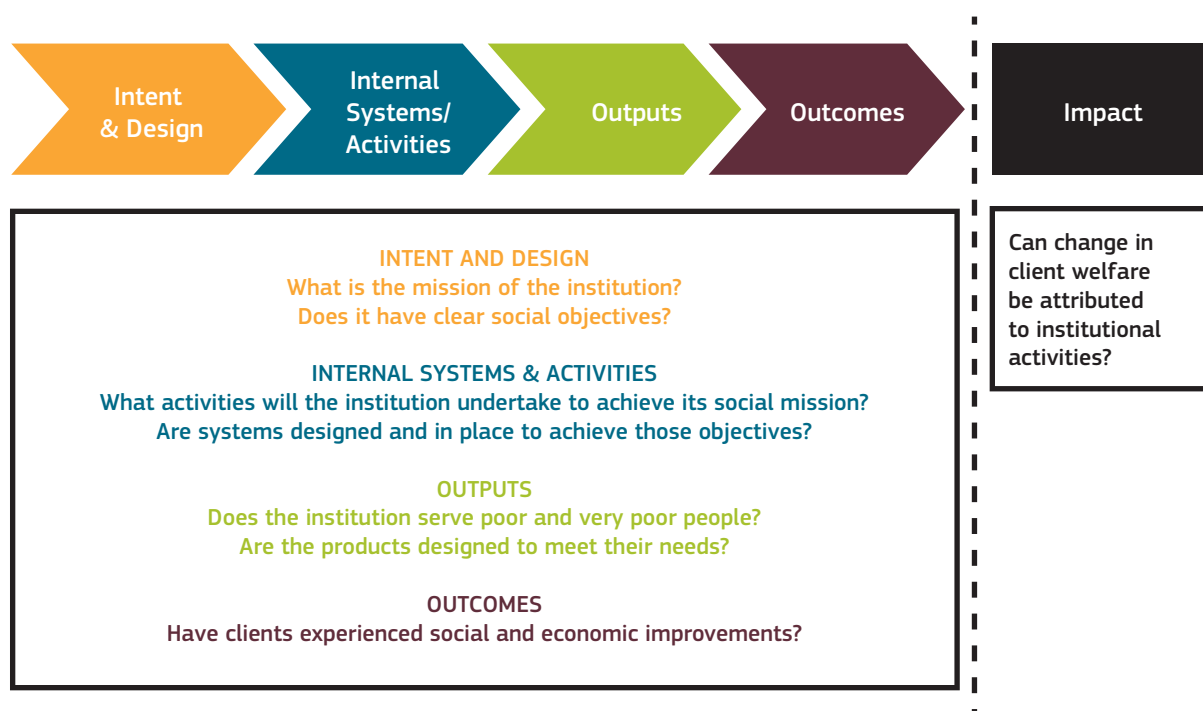 Intent
& Design
Internal
Systems/
Activities
Outputs
Outcomes
Impact
INTENT AND DESIGN
What is the mission of the institution?
Does it have clear social objectives?
INTERNAL SYSTEMS & ACTIVITIES
What activities will the institution undertake to achieve its social mission?
Are systems designed and in place to achieve those objectives?
OUTPUTS
Does the institution serve poor and very poor people?
Are the products designed to meet their needs?
OUTCOMES
Have clients experienced social and economic improvements?
Can change in
client welfare
be attributed
to institutional
activities?